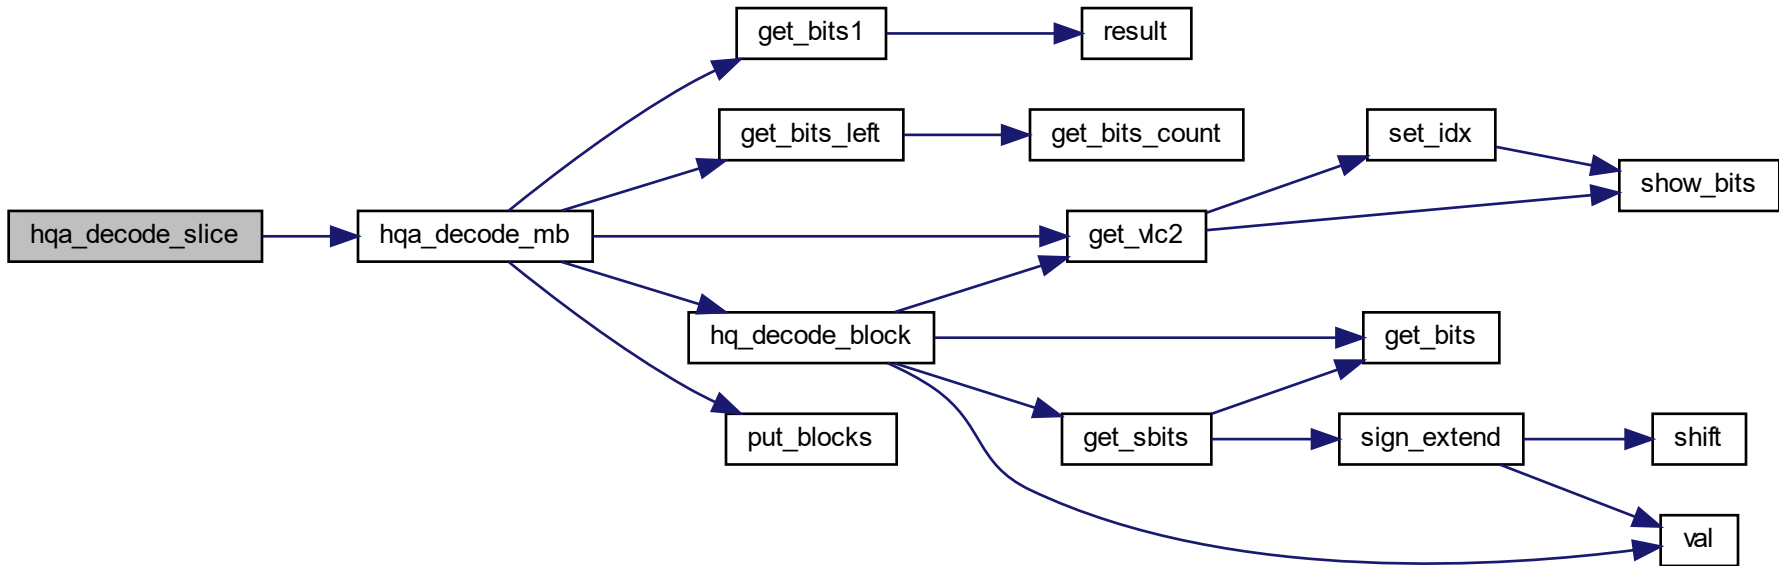 get_bits1
result
get_bits_left
get_bits_count
set_idx
show_bits
hqa_decode_slice
hqa_decode_mb
get_vlc2
hq_decode_block
get_bits
put_blocks
get_sbits
sign_extend
shift
val